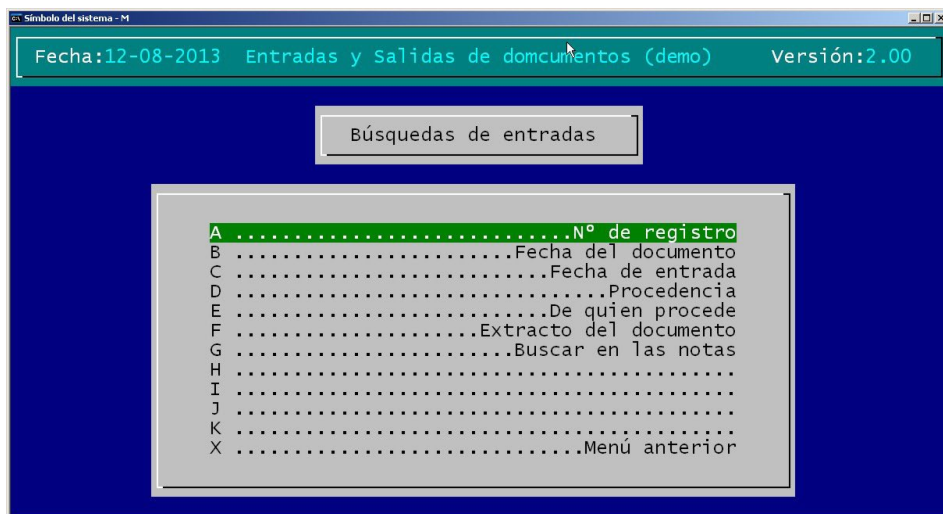 Símbolo del sistema - M
Fecha:12-08-2013 Entradas y Salidas de domcumentos (demo) Versión:2.00
Búsquedas de entradas
A .............................Nº de registro
B ........................Fecha del documento
C ...........................Fecha de entrada
D ................................Procedencia
E ...........................De quien procede
F .....................Extracto del documento
G ........................Buscar en las notas
H ...........................................
I ...........................................
J ...........................................
K ...........................................
X ..............................Menú anterior